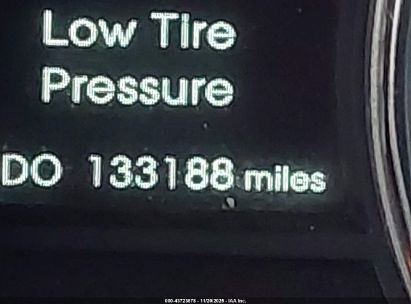 Low Tire
Pressure
DO 133188 miles